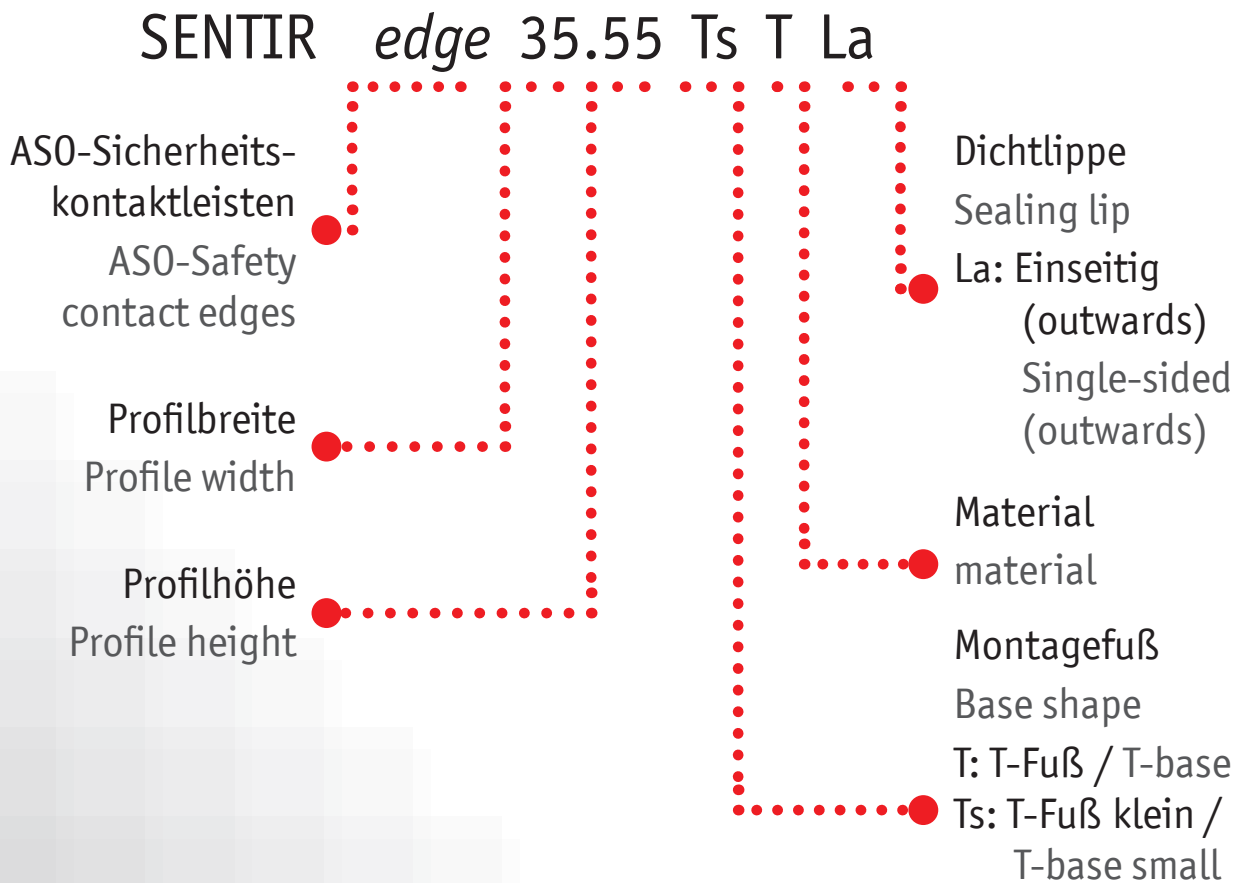 SENTIR edge 35.55 Ts T La
ASO-Sicherheits-
kontaktleisten
ASO-Safety
contact edges
Profilbreite
Profile width
Profilhöhe
Profile height
Dichtlippe
Sealing lip
La: Einseitig
(outwards)
Single-sided
(outwards)
Material
material
Montagefuß
Base shape
T: T-Fuß / T-base
Ts: T-Fuß klein /
T-base small